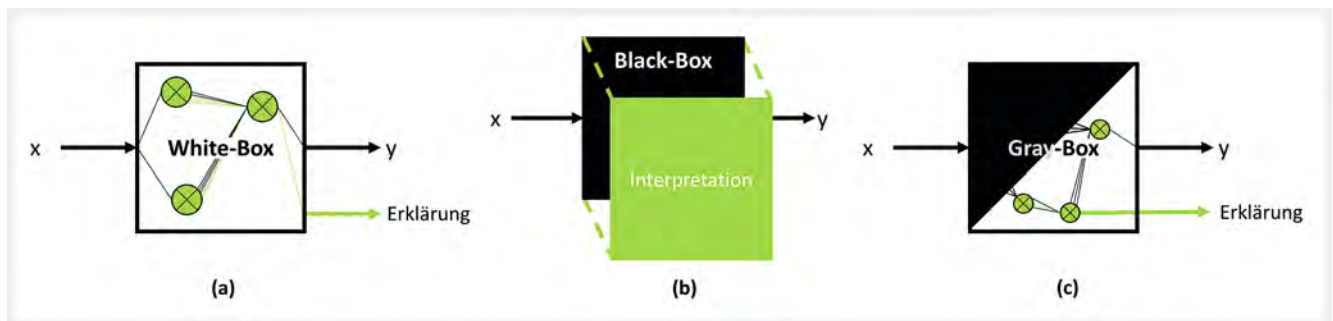 x
White-Box
y
Erklärung
(a)
Black-Box
x
y
Interpretation
(b)
x
Gray-Box
y
Erklärung
(c)